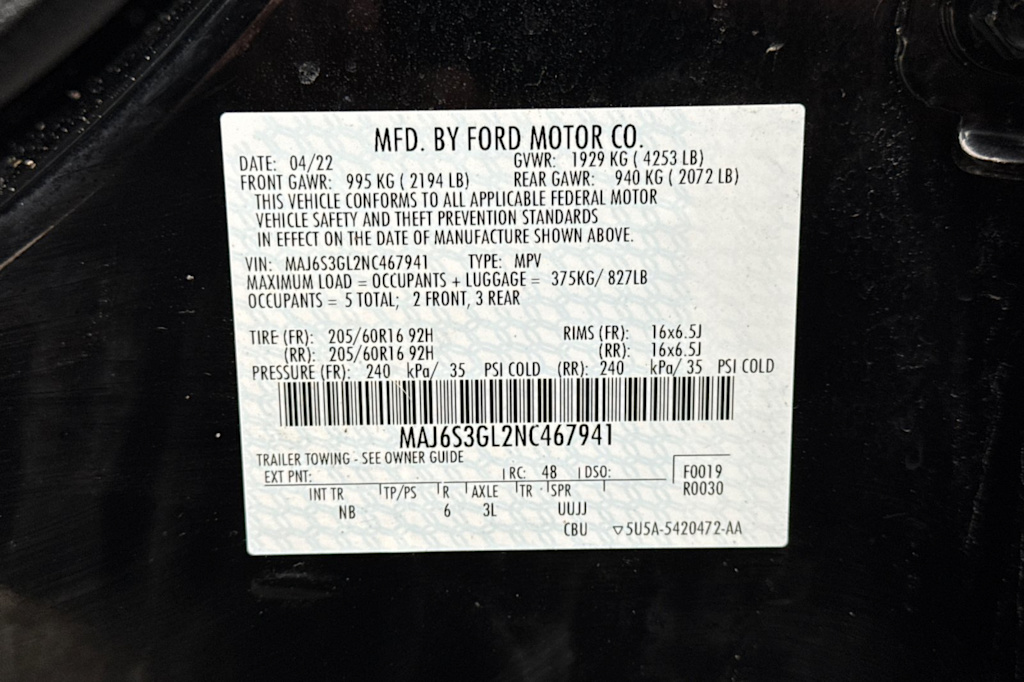 MFD. BY FORD MOTOR CO.
DATE: 04/22 GVWR: 1929 KG ( 4253 LB)
FRONT GAWR: 995 KG ( 2194 LB) REAR GAWR: 940 KG ( 2072 LB)
THIS VEHICLE CONFORMS TO ALL APPLICABLE FEDERAL MOTOR
VEHICLE SAFETY AND THEFT PREVENTION STANDARDS
IN EFFECT ON THE DATE OF MANUFACTURE SHOWN ABOVE.
VIN: MAJ6S3GL2NC467941 TYPE: MPV
MAXIMUM LOAD = OCCUPANTS + LUGGAGE = 375KG/ 827LB
OCCUPANTS = 5 TOTAL; 2 FRONT, 3 REAR
TIRE (FR): 205/60R16 92H RIMS (FR): 16x6.5J
(RR): 205/60R16 92H (RR): 16x6.5J
PRESSURE (FR): 240 kPa/ 35 PSI COLD (RR): 240 kPa/ 35 PSI COLD
MAJ6S3GL2NC467941
TRAILER TOWING - SEE OWNER GUIDE
EXT PNT: RC: 48 DSO: F0019
R0030
INT TR TP/PS R AXLE TR SPR
NB 6 3L UUJJ
CBU ▽5U5A-5420472-AA